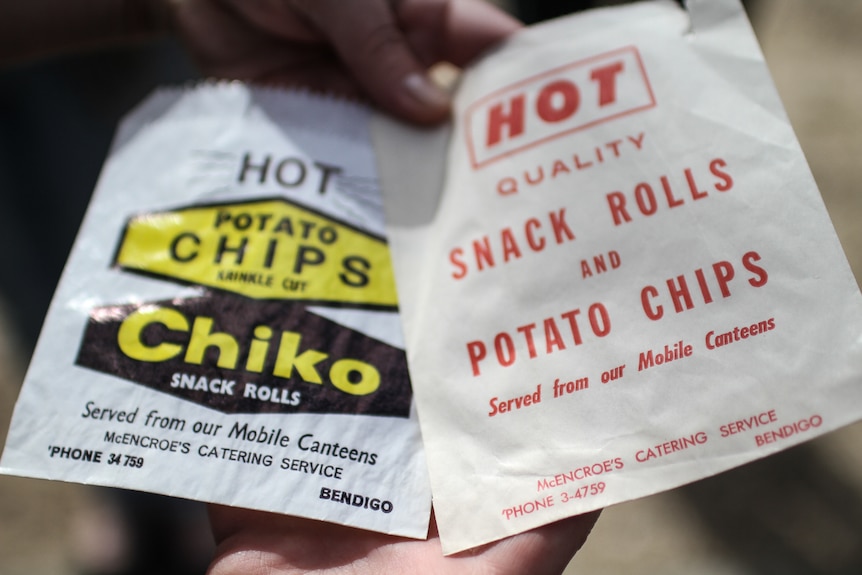 HOT
POTATO
CHIPS
KRINKLE CUT
Chiko
SNACK ROLLS
Served from our Mobile Canteens
McENCROE'S CATERING SERVICE
'PHONE 34 759
BENDIGO
HOT
QUALITY
SNACK ROLLS
AND
POTATO CHIPS
Served from our Mobile Canteens
McENCROE'S CATERING SERVICE
'PHONE 3-4759 BENDIGO